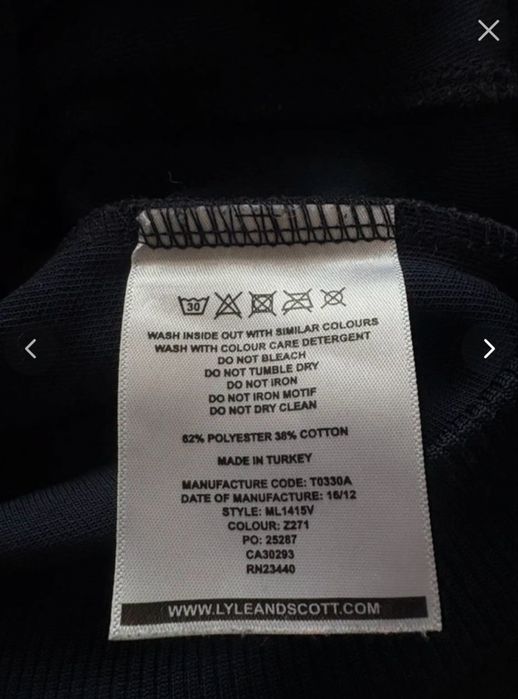 30
WASH INSIDE OUT WITH SIMILAR COLOURS
WASH WITH COLOUR CARE DETERGENT
DO NOT BLEACH
DO NOT TUMBLE DRY
DO NOT IRON
DO NOT IRON MOTIF
DO NOT DRY CLEAN
62% POLYESTER 38% COTTON
MADE IN TURKEY
MANUFACTURE CODE: T0330A
DATE OF MANUFACTURE: 16/12
STYLE: ML1415V
COLOUR: Z271
PO: 25287
CA30293
RN23440
WWW.LYLEANDSCOTT.COM